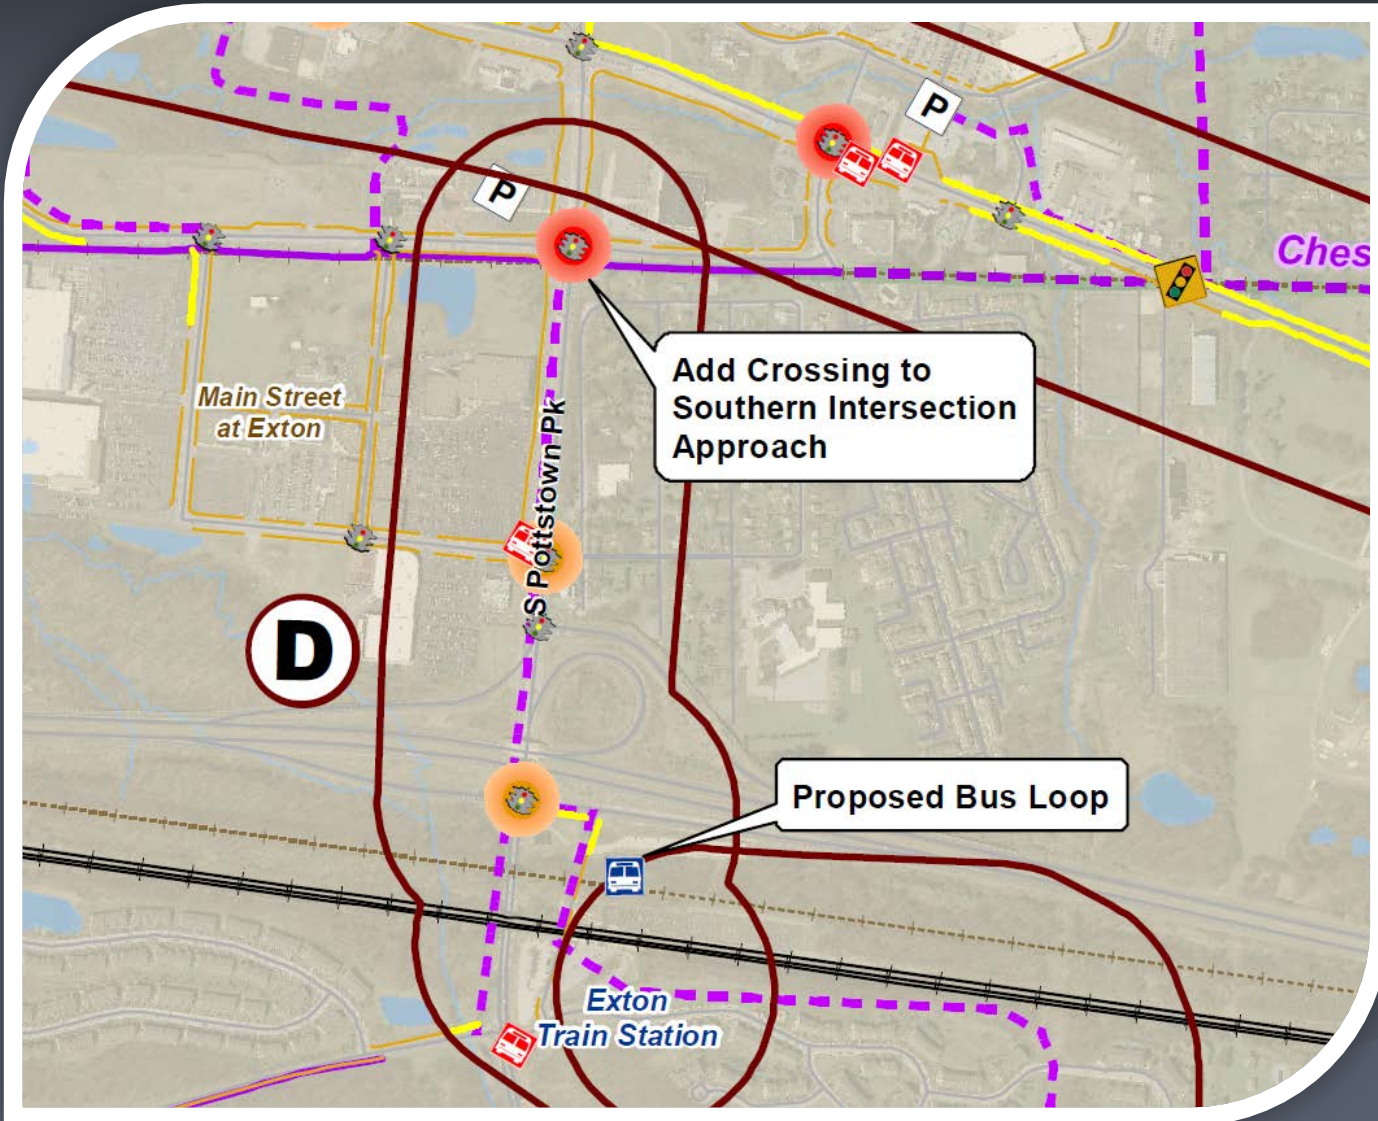 P
P
Ches
Add Crossing to
Southern Intersection
Approach
Main Street
at Exton
S Pottstown Pk
D
Proposed Bus Loop
Exton
Train Station